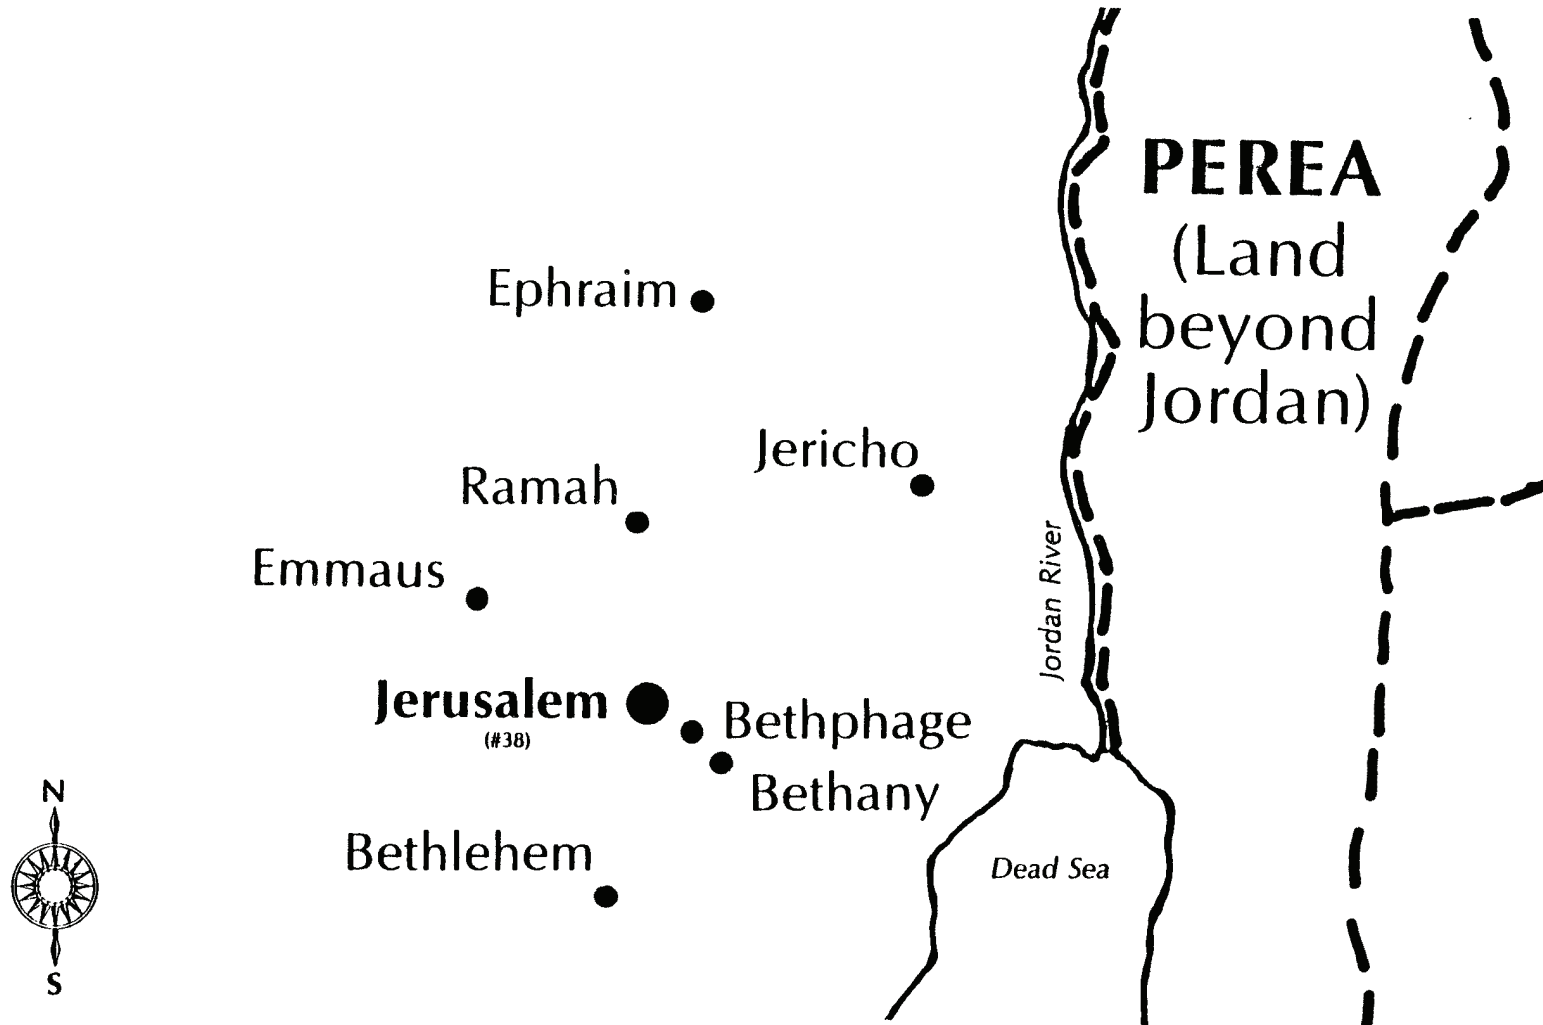 PEREA
(Land
beyond
Jordan)
Ephraim
Jericho
Ramah
Emmaus
Jordan River
Jerusalem
(#38)
Bethphage
Bethany
N
Bethlehem
Dead Sea
S